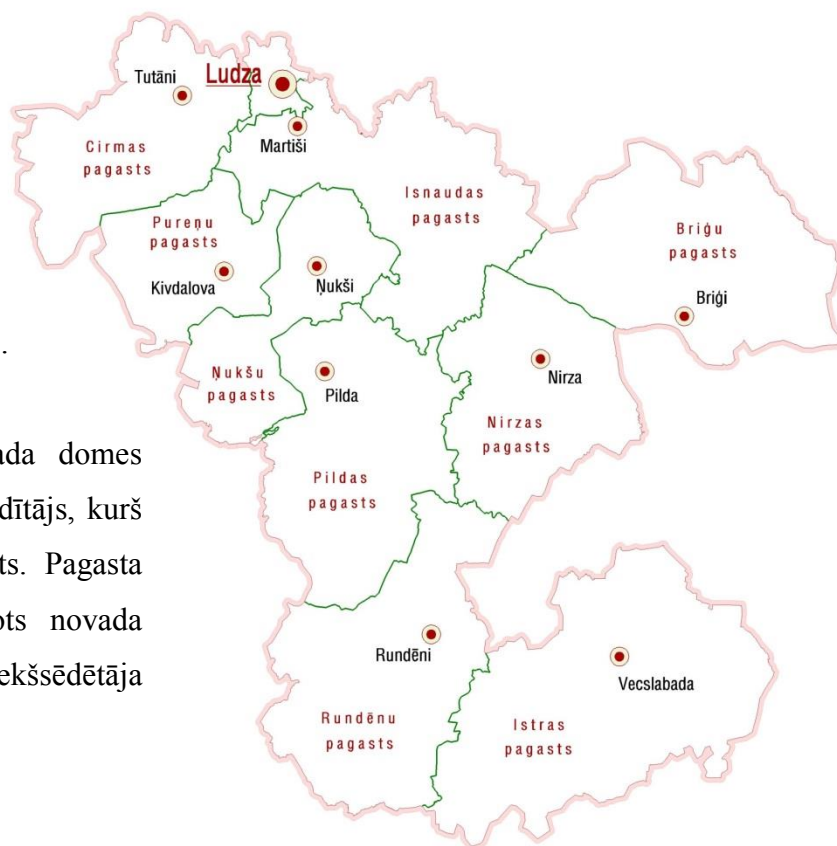 Tutāni
Ludza
Cirmas
pagasts
Martiši
Isnaudas
pagasts
Pureņu
pagasts
Kivdalova
Ņukši
Briģu
pagasts
Briģi
.
Ņukšu
pagasts
Pilda
Nirza
Nirzas
pagasts
ada domes
dītājs, kurš
ts. Pagasta
ots novada
ekšsēdētāja
Pildas
pagasts
Rundēni
Vecslabada
Rundēnu
pagasts
Istras
pagasts